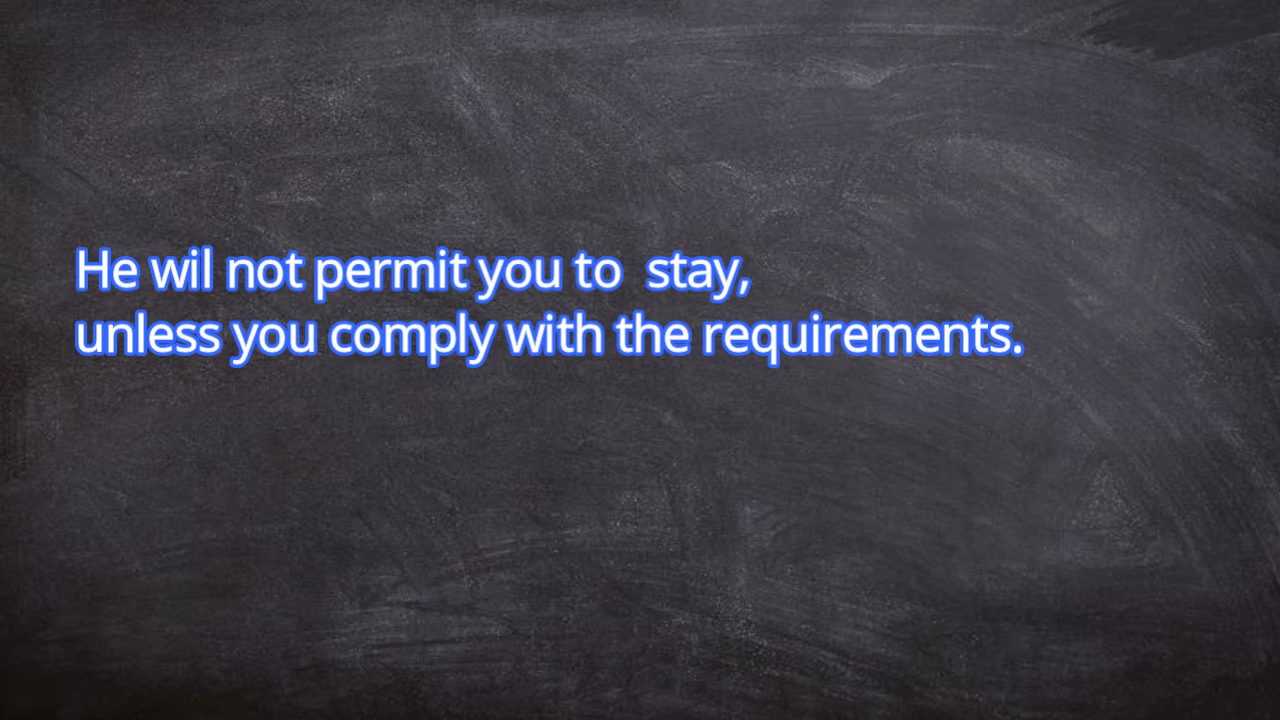 He wil not permit you to  stay,
unless you comply with the requirements.